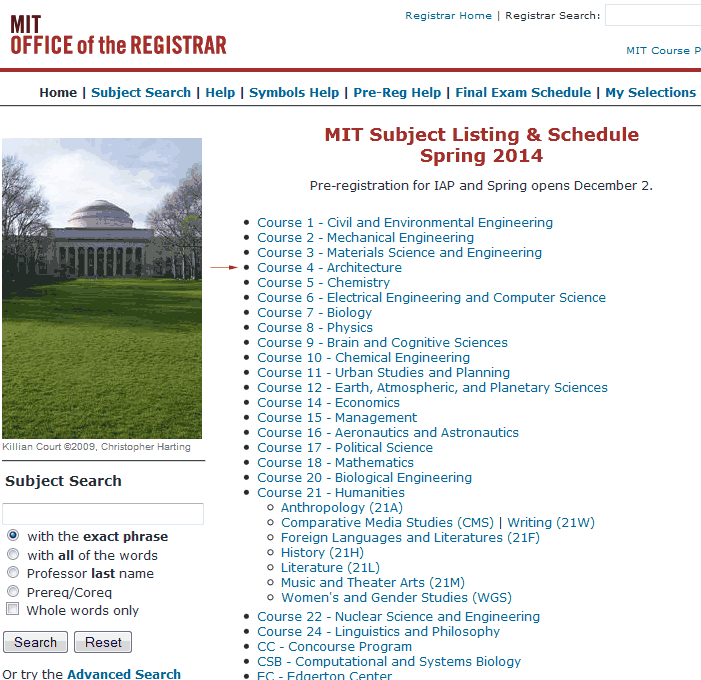 MIT
OFFICE of the REGISTRAR
Registrar Home | Registrar Search:
MIT Course P
Home | Subject Search | Help | Symbols Help | Pre-Reg Help | Final Exam Schedule | My Selections
MIT Subject Listing & Schedule
Spring 2014
Pre-registration for IAP and Spring opens December 2.
Course 1 - Civil and Environmental Engineering
Course 2 - Mechanical Engineering
Course 3 - Materials Science and Engineering
Course 4 - Architecture
Course 5 - Chemistry
Course 6 - Electrical Engineering and Computer Science
Course 7 - Biology
Course 8 - Physics
Course 9 - Brain and Cognitive Sciences
Course 10 - Chemical Engineering
Course 11 - Urban Studies and Planning
Course 12 - Earth, Atmospheric, and Planetary Sciences
Course 14 - Economics
Course 15 - Management
Course 16 - Aeronautics and Astronautics
Course 17 - Political Science
Course 18 - Mathematics
Course 20 - Biological Engineering
Course 21 - Humanities
Anthropology (21A)
Comparative Media Studies (CMS) | Writing (21W)
Foreign Languages and Literatures (21F)
History (21H)
Literature (21L)
Music and Theater Arts (21M)
Women's and Gender Studies (WGS)
Course 22 - Nuclear Science and Engineering
Course 24 - Linguistics and Philosophy
CC - Concourse Program
CSB - Computational and Systems Biology
EC - Edgerton Center
Killian Court ©2009, Christopher Harting
Subject Search
with the exact phrase
with all of the words
Professor last name
Prereq/Coreq
Whole words only
Search Reset
Or try the Advanced Search